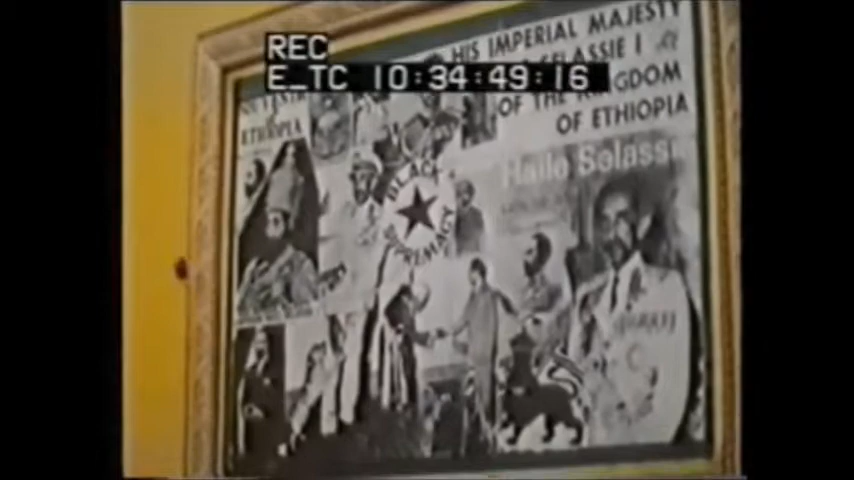 REC
E_TC 10:34:49:16
HIS IMPERIAL MAJESTY
SELASSIE I
OF THE KINGDOM
OF ETHIOPIA
ETHIOPIA
BLACK
SUPREMACY
Haile Selassi